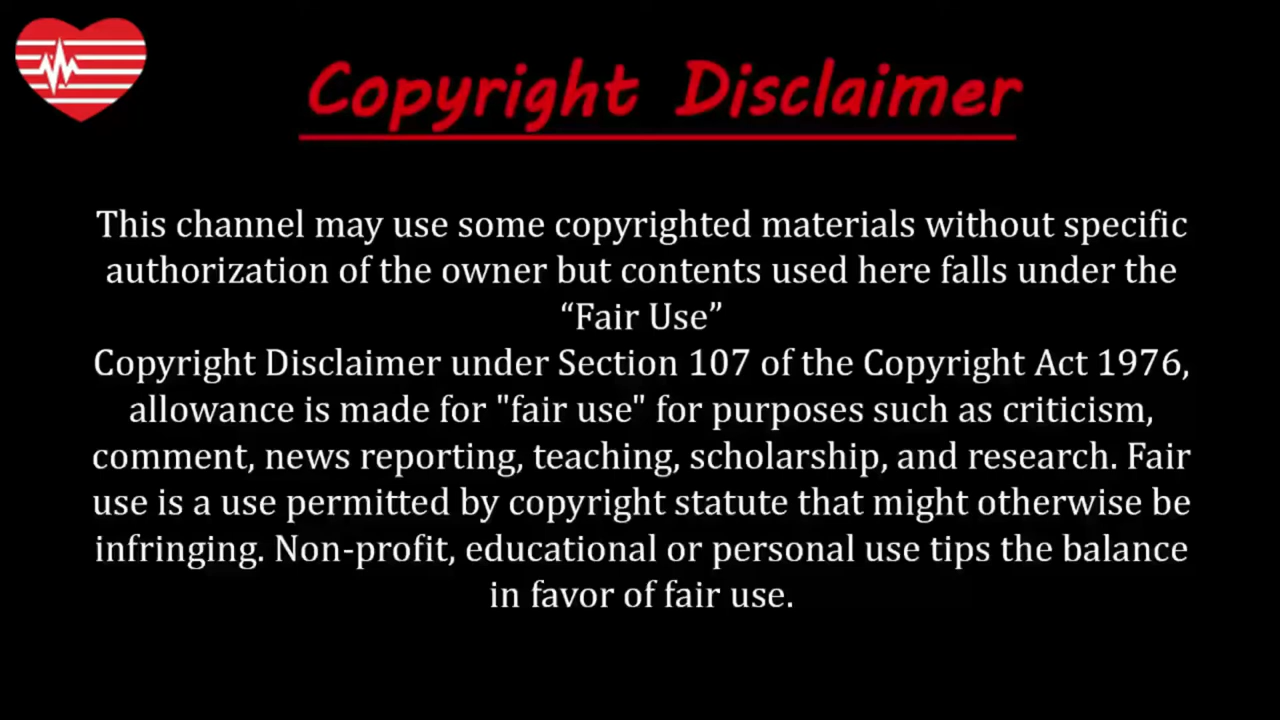 Copyright Disclaimer
This channel may use some copyrighted materials without specific
authorization of the owner but contents used here falls under the
“Fair Use”
Copyright Disclaimer under Section 107 of the Copyright Act 1976,
allowance is made for "fair use" for purposes such as criticism,
comment, news reporting, teaching, scholarship, and research. Fair
use is a use permitted by copyright statute that might otherwise be
infringing. Non-profit, educational or personal use tips the balance
in favor of fair use.